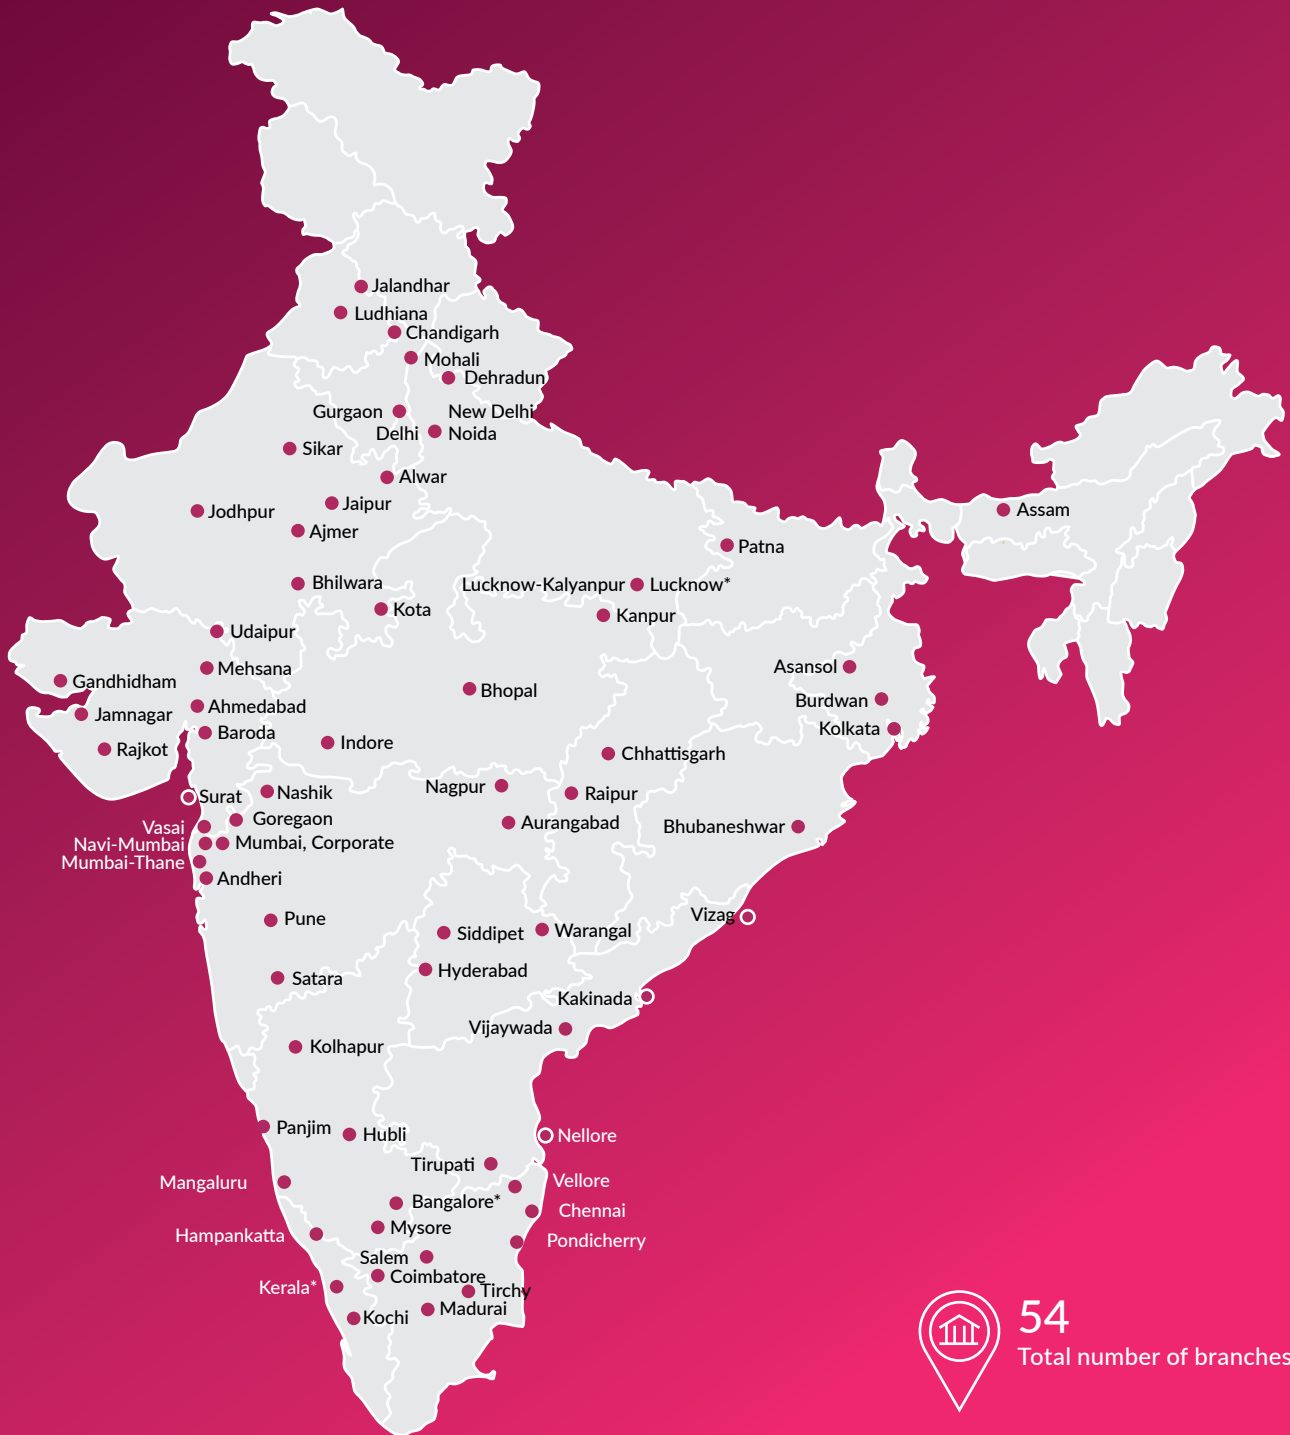 Jalandhar
Ludhiana
Chandigarh
Mohali
Dehradun
Gurgaon
New Delhi
Delhi
Noida
Sikar
Alwar
Jaipur
Jodhpur
Ajmer
Assam
Patna
Bhilwara
Lucknow-Kalyanpur
Lucknow*
Kota
Kanpur
Udaipur
Mehsana
Asansol
Gandhidham
Bhopal
Burdwan
Ahmedabad
Jamnagar
Kolkata
Baroda
Indore
Rajkot
Chhattisgarh
Nagpur
Surat
Nashik
Raipur
Goregaon
Aurangabad
Bhubaneshwar
Vasai
Navi-Mumbai
Mumbai, Corporate
Mumbai-Thane
Andheri
Pune
Vizag
Siddipet
Warangal
Hyderabad
Satara
Kakinada
Vijaywada
Kolhapur
Panjim
Hubli
Nellore
Tirupati
Mangaluru
Vellore
Bangalore*
Chennai
Mysore
Hampankatta
Pondicherry
Salem
Coimbatore
Kerala*
Tirchy
Madurai
Kochi
54
Total number of branches